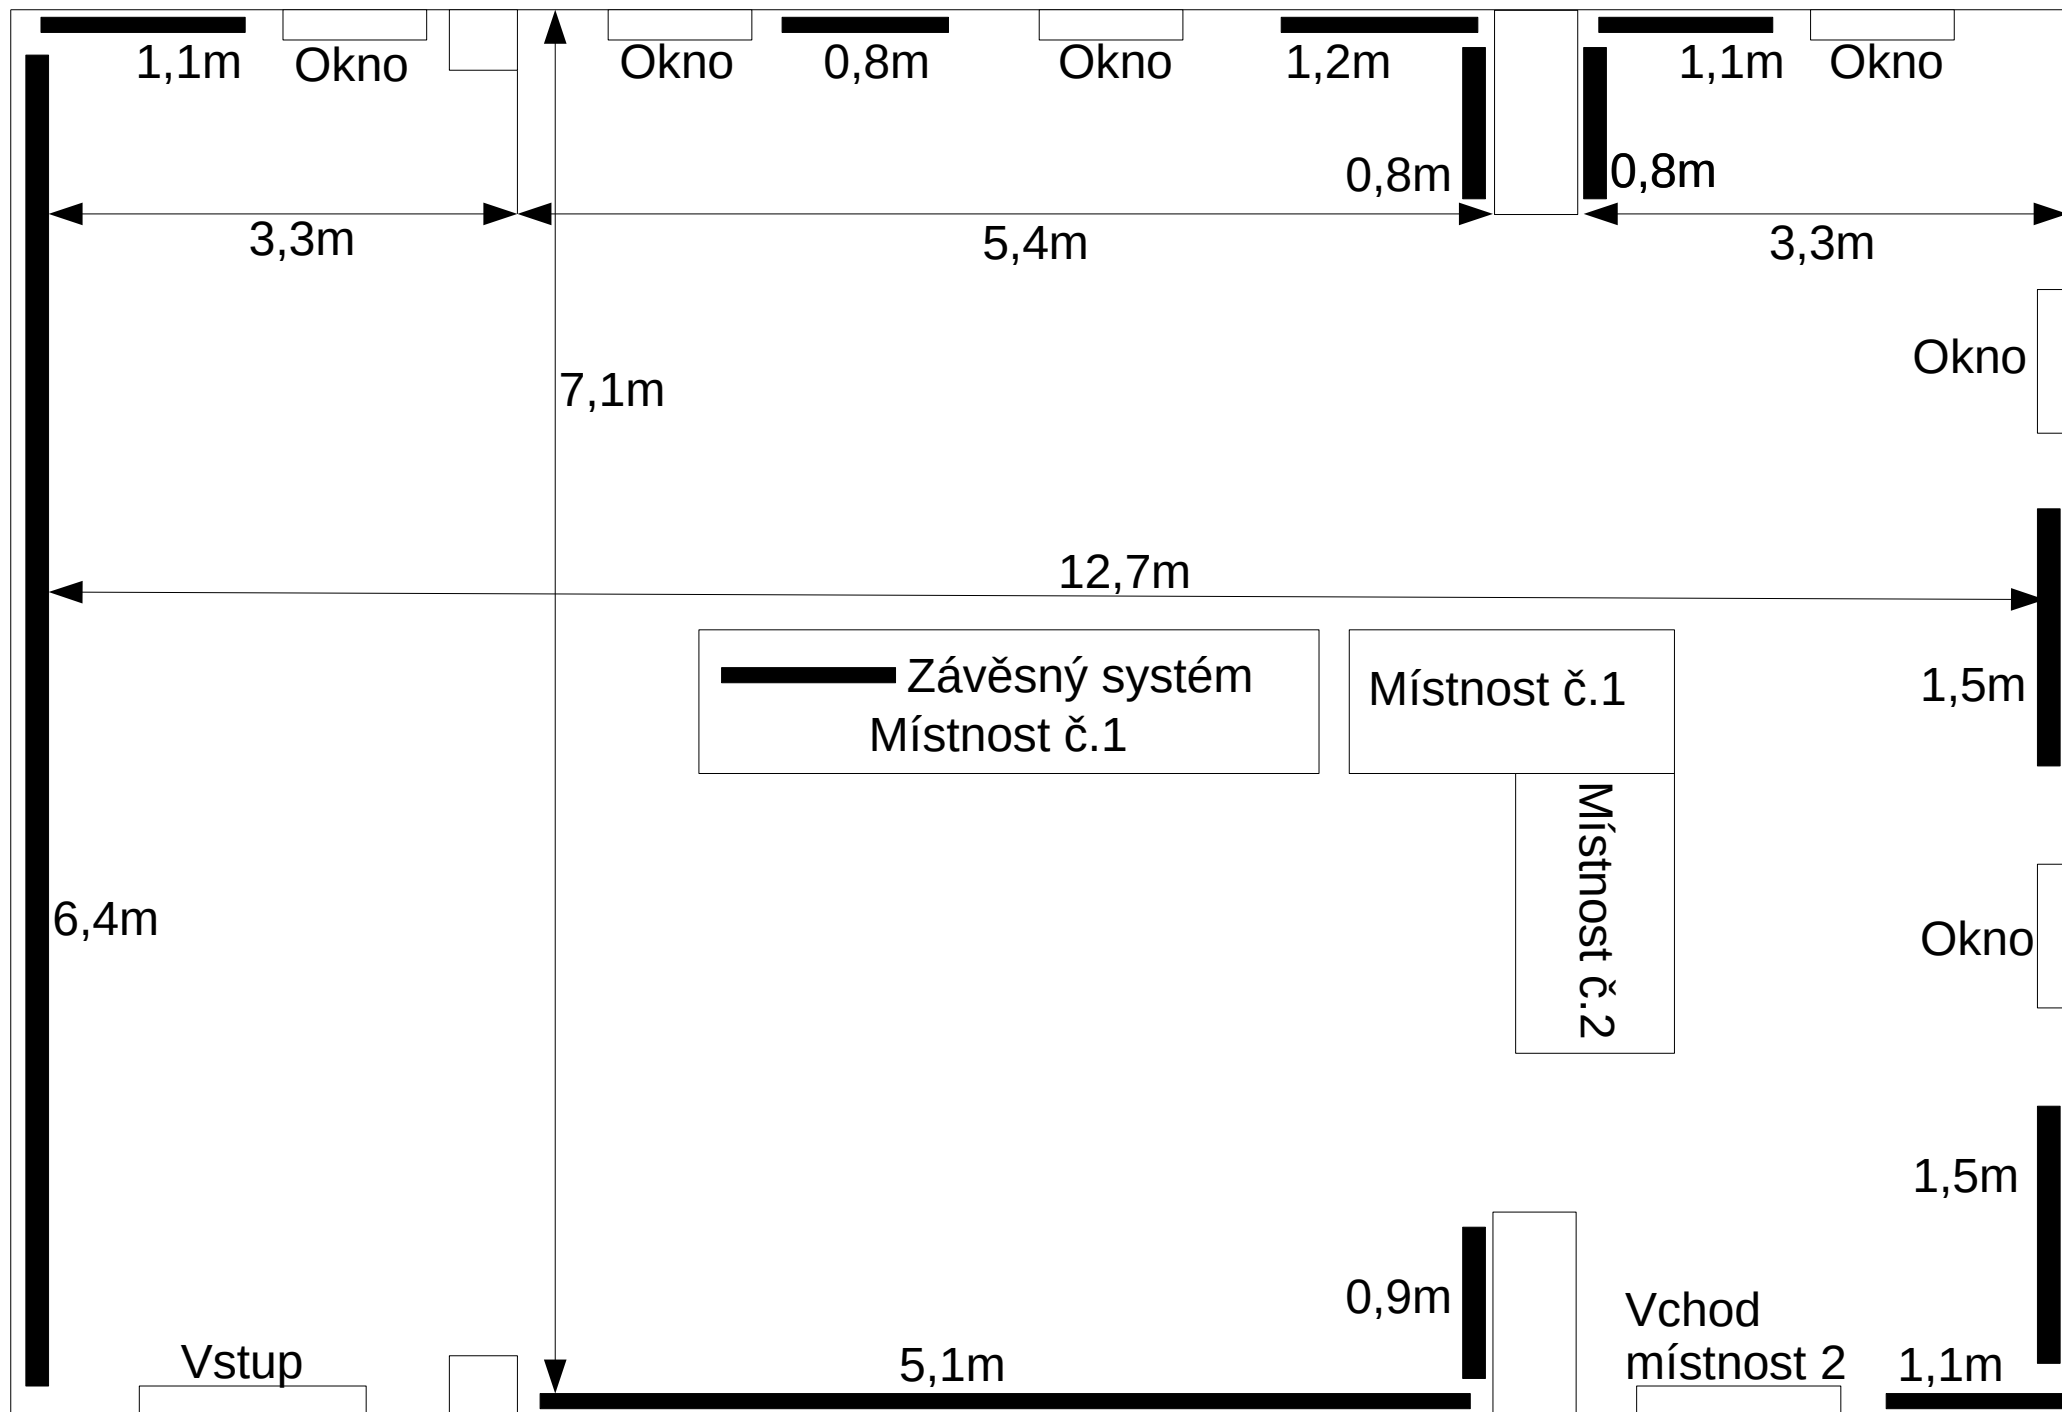 1,1m
Okno
Okno
0,8m
Okno
1,2m
1,1m
Okno
0,8m
0,8m
3,3m
5,4m
3,3m
Okno
7,1m
12,7m
Závěsný systém
Místnost č.1
Místnost č.1
1,5m
Místnost č.2
6,4m
Okno
1,5m
0,9m
Vchod
místnost 2
Vstup
5,1m
1,1m